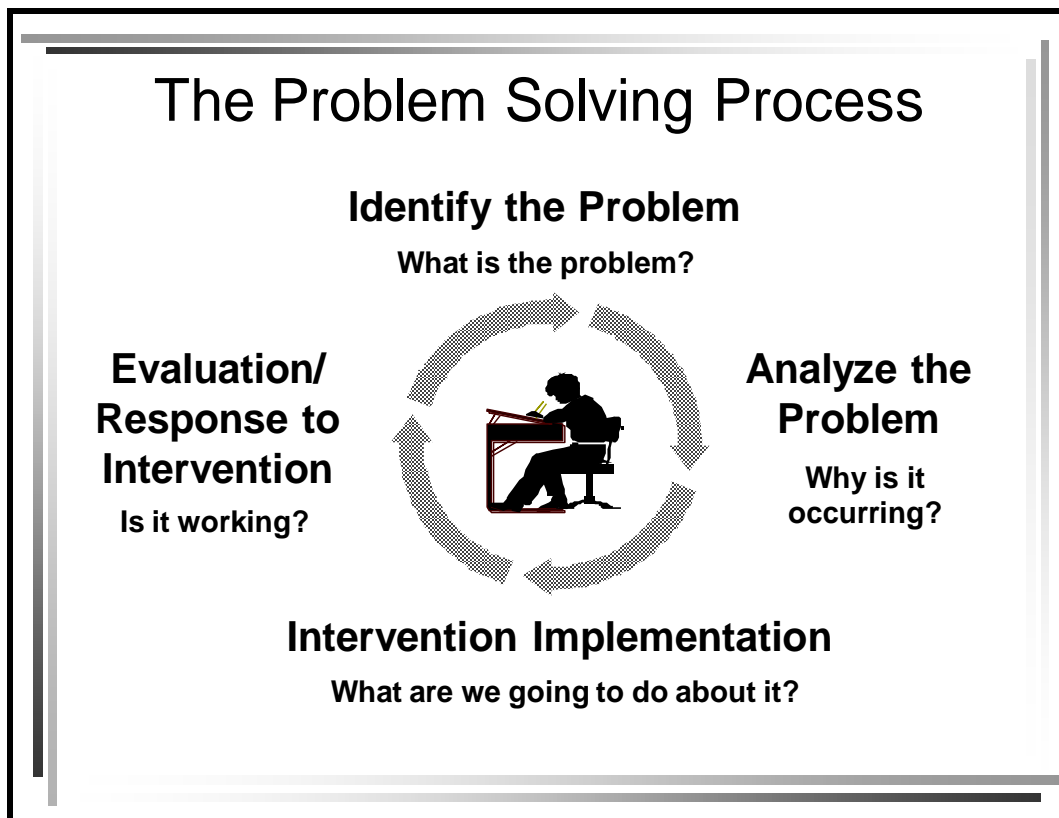 The Problem Solving Process
Identify the Problem
What is the problem?
Analyze the
Problem
Why is it
occurring?
Intervention Implementation
What are we going to do about it?
Evaluation/
Response to
Intervention
Is it working?